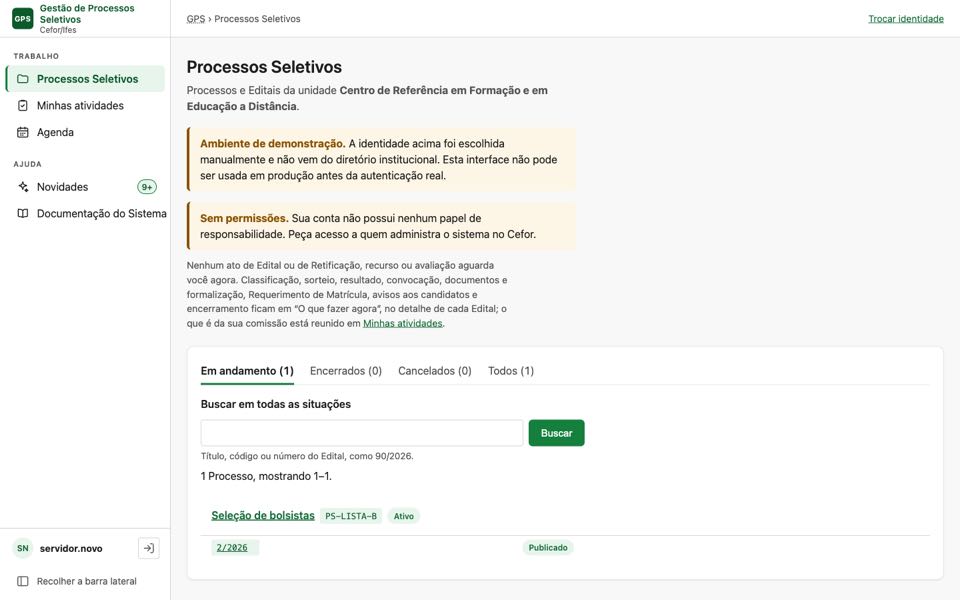 GPS
Gestão de Processos
Seletivos
Cefor/Ifes
GPS › Processos Seletivos
Trocar identidade
TRABALHO
Processos Seletivos
Minhas atividades
Agenda
AJUDA
Novidades
9+
Documentação do Sistema
Processos Seletivos
Processos e Editais da unidade Centro de Referência em Formação e em
Educação a Distância.
Ambiente de demonstração. A identidade acima foi escolhida
manualmente e não vem do diretório institucional. Esta interface não pode
ser usada em produção antes da autenticação real.
Sem permissões. Sua conta não possui nenhum papel de
responsabilidade. Peça acesso a quem administra o sistema no Cefor.
Nenhum ato de Edital ou de Retificação, recurso ou avaliação aguarda
você agora. Classificação, sorteio, resultado, convocação, documentos e
formalização, Requerimento de Matrícula, avisos aos candidatos e
encerramento ficam em “O que fazer agora”, no detalhe de cada Edital; o
que é da sua comissão está reunido em Minhas atividades.
Em andamento (1) Encerrados (0) Cancelados (0) Todos (1)
Buscar em todas as situações
Buscar
Título, código ou número do Edital, como 90/2026.
1 Processo, mostrando 1–1.
Seleção de bolsistas PS-LISTA-B Ativo
2/2026 Publicado
SN servidor.novo
Recolher a barra lateral